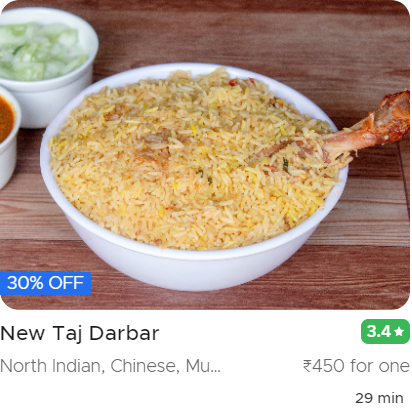 30% OFF
New Taj Darbar 3.4★
North Indian, Chinese, Mu... ₹450 for one
29 min